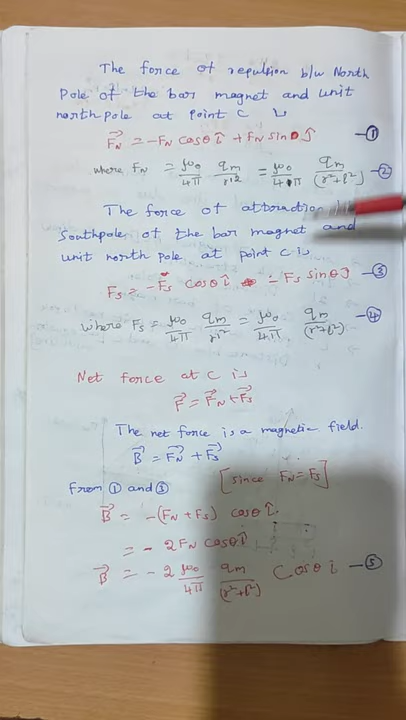 The force of repulsion b/w North
Pole of the bar magnet and unit
north pole at point C is
F⃗N = -FN cosθ î + FN sinθ ĵ —①
where FN = μ0/4π qm/r'2 = μ0/4π qm/(r²+l²) —②
The force of attraction
Southpole of the bar magnet and
unit north pole at point C is
F⃗s = -Fs cosθ î - Fs sinθ ĵ —③
where Fs = μ0/4π qm/r'² = μ0/4π . qm/(r²+l²) —④
Net force at C is
F⃗ = F⃗N + F⃗s
The net force is a magnetic field.
B⃗ = F⃗N + F⃗s
From ① and ③ [since FN = Fs]
B⃗ = -(FN + Fs) cosθ î.
= - 2FN cosθ î
B⃗ = - 2 μ0/4π qm/(r²+l²) cosθ î —⑤